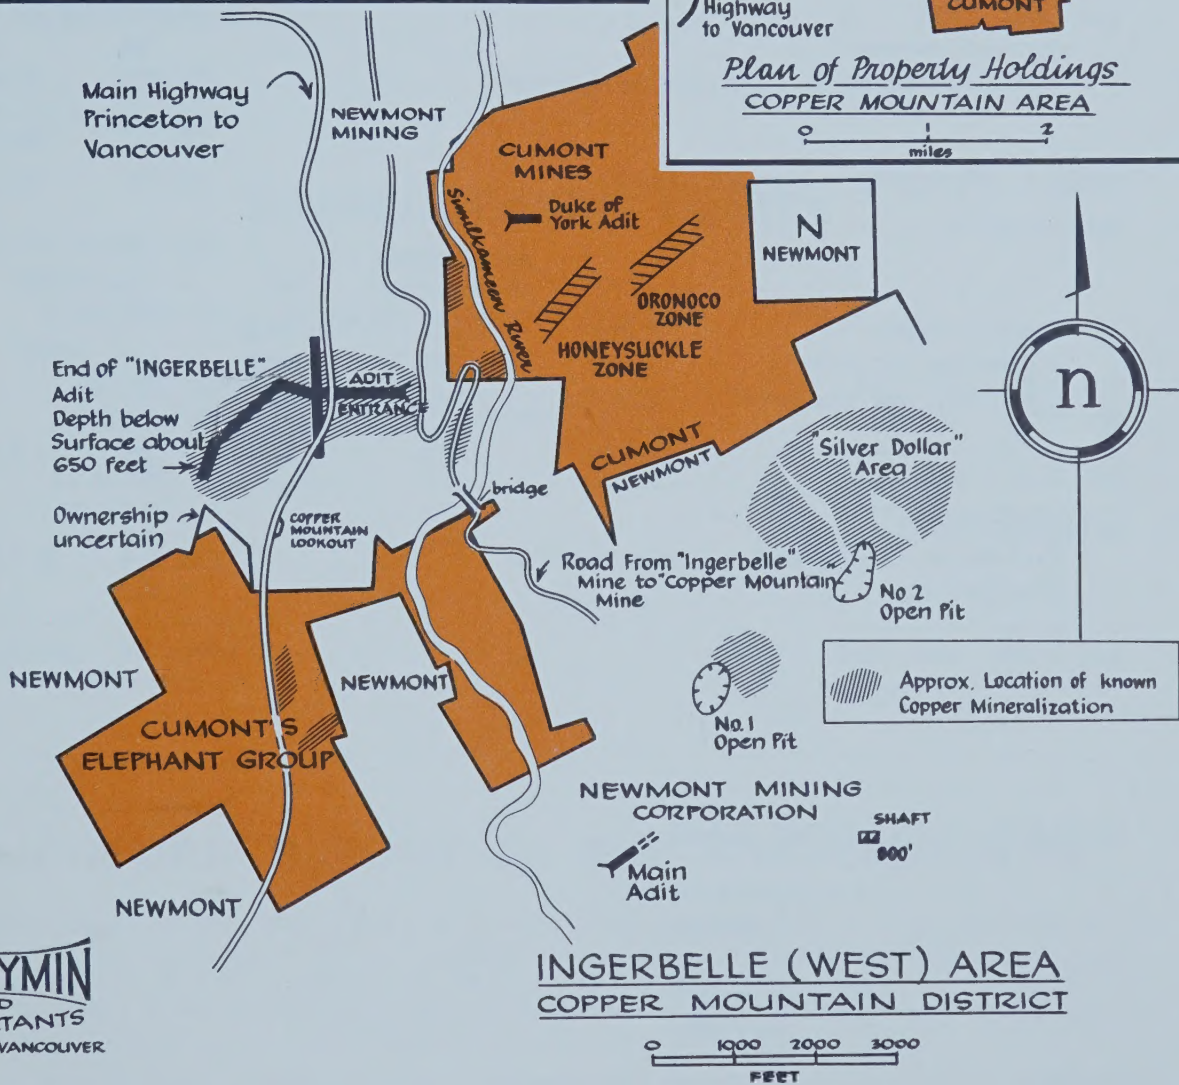 Highway
to Vancouver
CUMONT
Plan of Property Holdings
COPPER MOUNTAIN AREA
0 1 2
miles
Main Highway
Princeton to
Vancouver
NEWMONT
MINING
CUMONT
MINES
Similkameen River
Duke of
York Adit
N
NEWMONT
ORONOCO
ZONE
HONEYSUCKLE
ZONE
End of "INGERBELLE"
Adit
Depth below
Surface about
650 feet
ADIT
ENTRANCE
n
CUMONT
NEWMONT
"Silver Dollar"
Area
bridge
Ownership
uncertain
COPPER
MOUNTAIN
LOOKOUT
Road From "Ingerbelle"
Mine to "Copper Mountain
Mine
No 2
Open Pit
NEWMONT
NEWMONT
Approx. Location of known
Copper Mineralization
CUMONT'S
ELEPHANT GROUP
No. 1
Open Pit
NEWMONT MINING
CORPORATION
SHAFT
800'
Main
Adit
NEWMONT
YMIN
TANTS
VANCOUVER
INGERBELLE (WEST) AREA
COPPER MOUNTAIN DISTRICT
0 1000 2000 3000
FEET